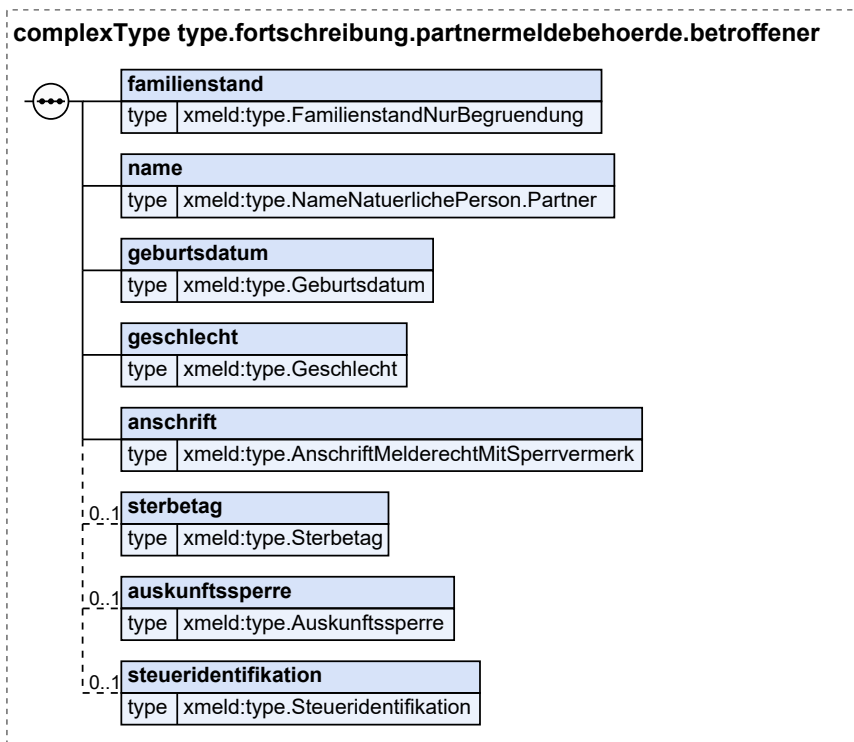 complexType type.fortschreibung.partnermeldebehoerde.betroffener
familienstand
type xmeld:type.FamilienstandNurBegruendung
name
type xmeld:type.NameNatuerlichePerson.Partner
geburtsdatum
type xmeld:type.Geburtsdatum
geschlecht
type xmeld:type.Geschlecht
anschrift
type xmeld:type.AnschriftMelderechtMitSperrvermerk
0..1 sterbetag
type xmeld:type.Sterbetag
0..1 auskunftssperre
type xmeld:type.Auskunftssperre
0..1 steueridentifikation
type xmeld:type.Steueridentifikation